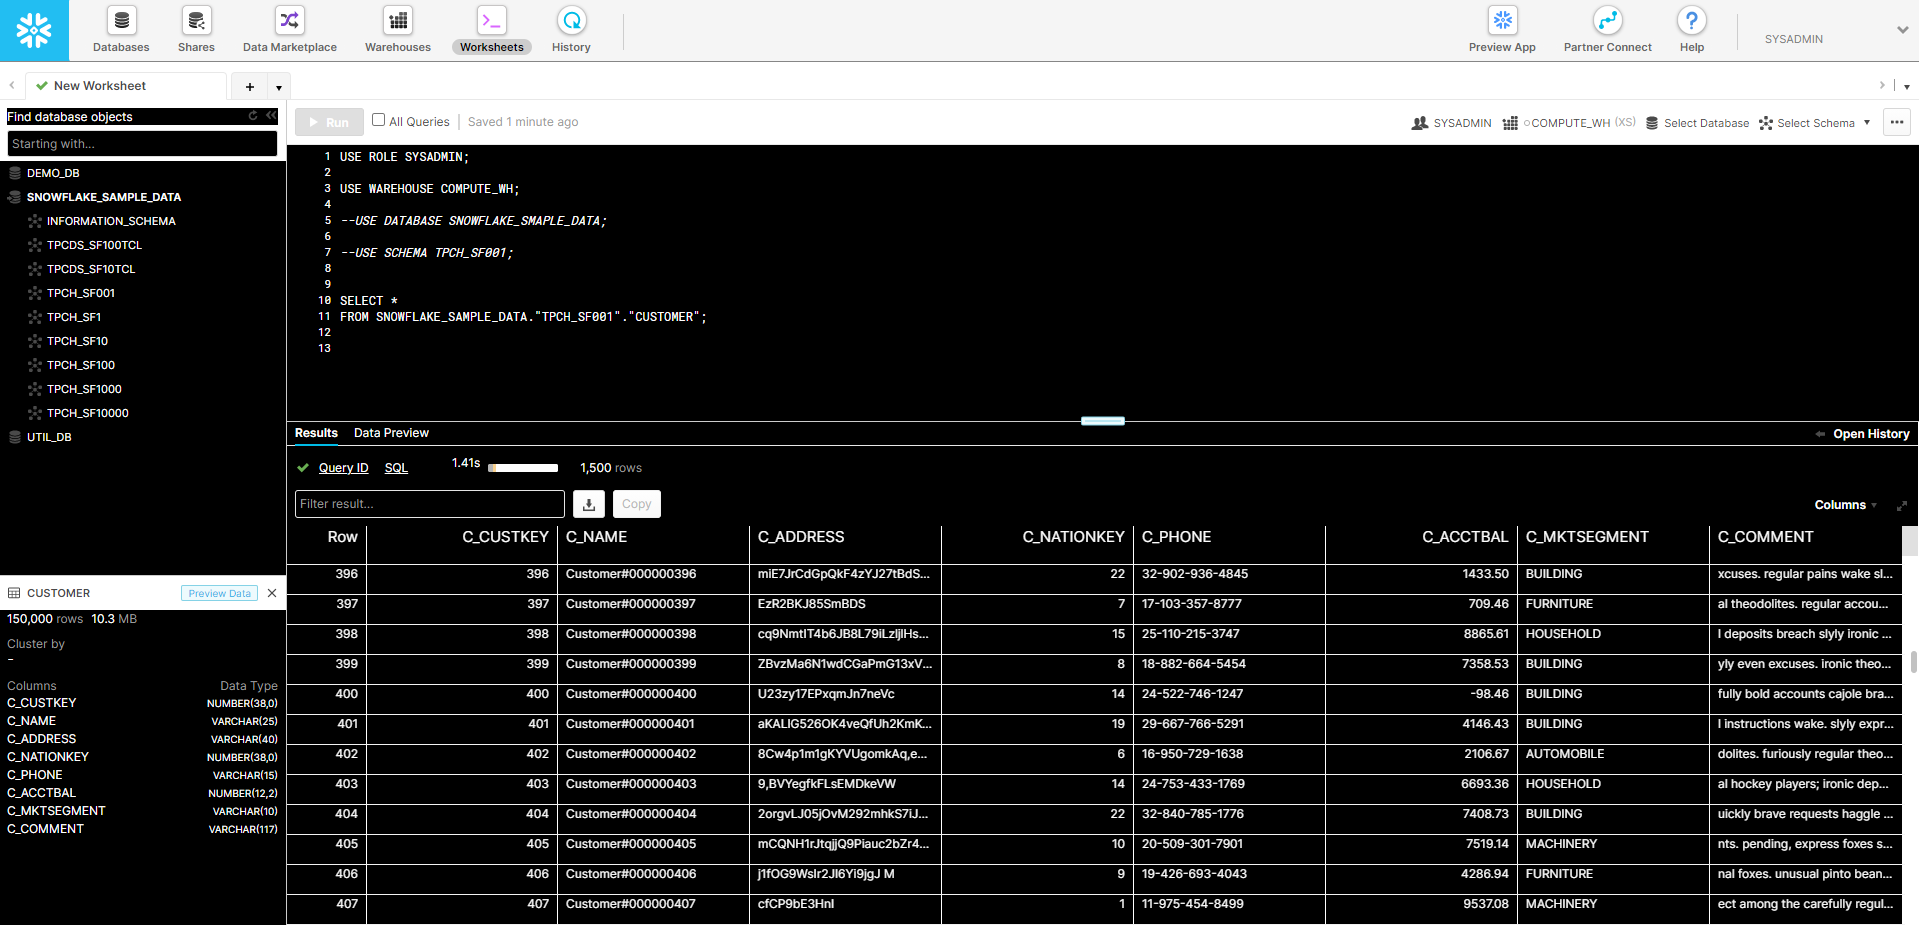 Databases Shares Data Marketplace Warehouses Worksheets History Preview App Partner Connect Help SYSADMIN
New Worksheet
Find database objects
Starting with...
DEMO_DB
SNOWFLAKE_SAMPLE_DATA
INFORMATION_SCHEMA
TPCDS_SF100TCL
TPCDS_SF10TCL
TPCH_SF001
TPCH_SF1
TPCH_SF10
TPCH_SF100
TPCH_SF1000
TPCH_SF10000
UTIL_DB
CUSTOMER Preview Data
150,000 rows 10.3 MB
Cluster by
–
Columns Data Type
C_CUSTKEY NUMBER(38,0)
C_NAME VARCHAR(25)
C_ADDRESS VARCHAR(40)
C_NATIONKEY NUMBER(38,0)
C_PHONE VARCHAR(15)
C_ACCTBAL NUMBER(12,2)
C_MKTSEGMENT VARCHAR(10)
C_COMMENT VARCHAR(117)
Run All Queries Saved 1 minute ago SYSADMIN COMPUTE_WH (XS) Select Database Select Schema
1 USE ROLE SYSADMIN;
2
3 USE WAREHOUSE COMPUTE_WH;
4
5 --USE DATABASE SNOWFLAKE_SMAPLE_DATA;
6
7 --USE SCHEMA TPCH_SF001;
8
9
10 SELECT *
11 FROM SNOWFLAKE_SAMPLE_DATA."TPCH_SF001"."CUSTOMER";
12
13
Results Data Preview Open History
Query ID SQL 1.41s 1,500 rows
Filter result... Copy Columns
Row C_CUSTKEY C_NAME C_ADDRESS C_NATIONKEY C_PHONE C_ACCTBAL C_MKTSEGMENT C_COMMENT
396 396 Customer#000000396 miE7JrCdGpQkF4zYJ27tBdS... 22 32-902-936-4845 1433.50 BUILDING xcuses. regular pains wake sl...
397 397 Customer#000000397 EzR2BKJ85SmBDS 7 17-103-357-8777 709.46 FURNITURE al theodolites. regular accou...
398 398 Customer#000000398 15 25-110-215-3747 8865.61 HOUSEHOLD l deposits breach slyly ironic ...
399 399 Customer#000000399 ZBvzMa6N1wdCGaPmG13xV... 8 18-882-664-5454 7358.53 BUILDING yly even excuses. ironic theo...
400 400 Customer#000000400 U23zy17EPxqmJn7neVc 14 24-522-746-1247 -98.46 BUILDING fully bold accounts cajole bra...
401 401 Customer#000000401 aKALIG526OK4veQfUh2KmK... 19 29-667-766-5291 4146.43 BUILDING l instructions wake. slyly expr...
402 402 Customer#000000402 8Cw4p1m1gKYVUgomkAq,e... 6 16-950-729-1638 2106.67 AUTOMOBILE dolites. furiously regular theo...
403 403 Customer#000000403 9,BVYegfkFLsEMDkeVW 14 24-753-433-1769 6693.36 HOUSEHOLD al hockey players; ironic dep...
404 404 Customer#000000404 2orgvLJ05jOvM292mhkS7iJ... 22 32-840-785-1776 7408.73 BUILDING uickly brave requests haggle ...
405 405 Customer#000000405 mCQNH1rJtqjjQ9Piauc2bZr4... 10 20-509-301-7901 7519.14 MACHINERY nts. pending, express foxes s...
406 406 Customer#000000406 j1fOG9WsIr2JI6Yi9jgJ M 9 19-426-693-4043 4286.94 FURNITURE nal foxes. unusual pinto bean...
407 407 Customer#000000407 cfCP9bE3HnI 1 11-975-454-8499 9537.08 MACHINERY ect among the carefully regul...